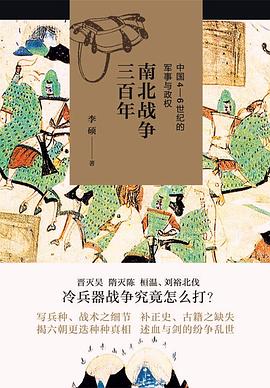 中国4-6世纪的
军事与政权
南北战争
三百年
李硕 著
晋灭吴 隋灭陈 桓温、刘裕北伐
冷兵器战争究竟怎么打?
写兵种、战术之细节 补正史、古籍之缺失
揭六朝更迭种种真相 述血与剑的纷争乱世